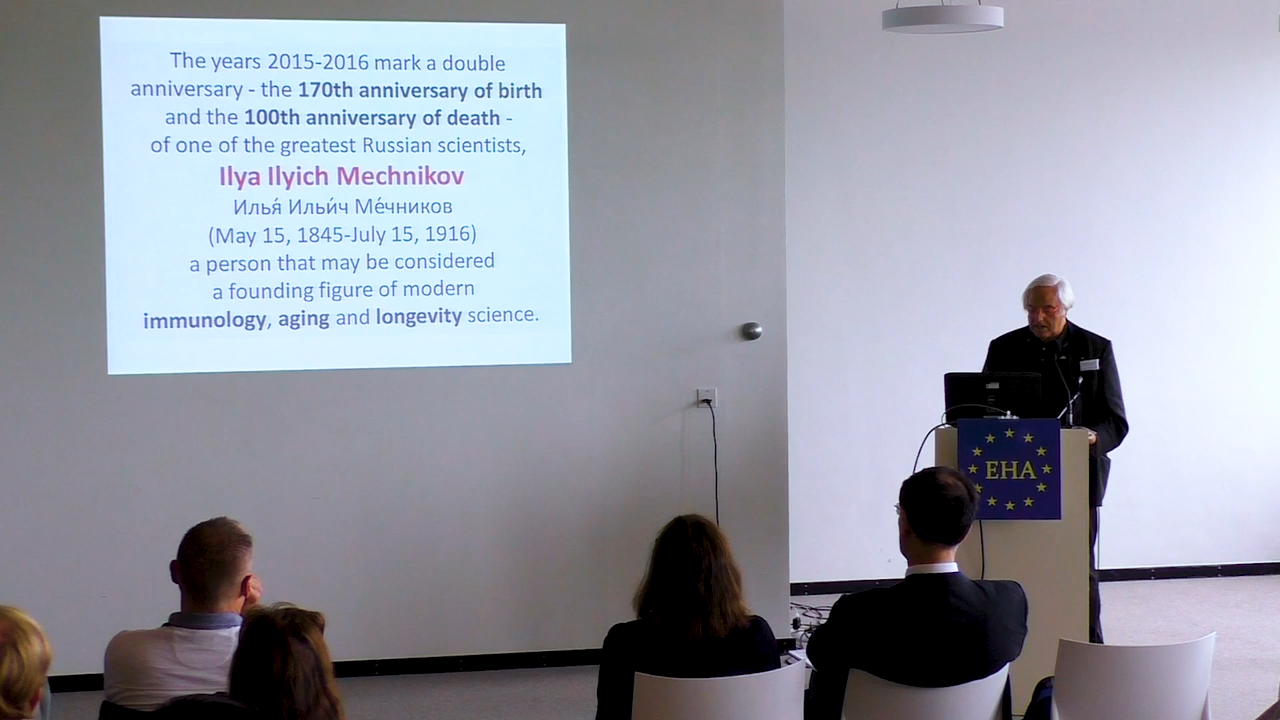 The years 2015-2016 mark a double
anniversary - the 170th anniversary of birth
and the 100th anniversary of death -
of one of the greatest Russian scientists,
Ilya Ilyich Mechnikov
Илья́ Ильи́ч Ме́чников
(May 15, 1845-July 15, 1916)
a person that may be considered
a founding figure of modern
immunology, aging and longevity science.
EHA